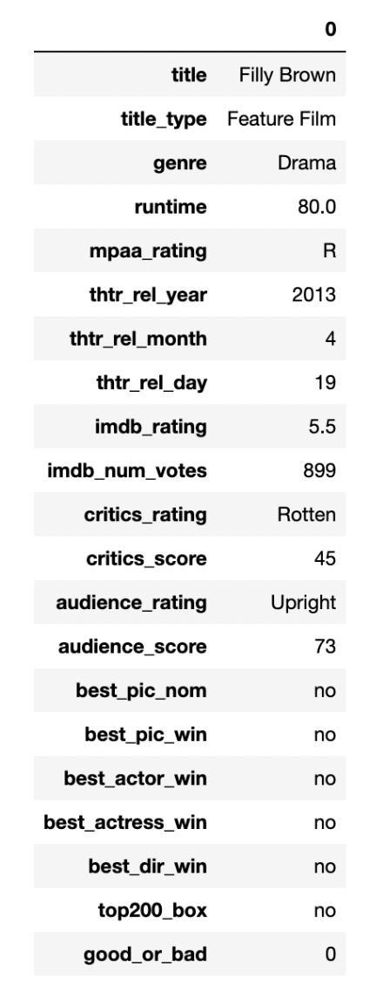 0
title Filly Brown
title_type Feature Film
genre Drama
runtime 80.0
mpaa_rating R
thtr_rel_year 2013
thtr_rel_month 4
thtr_rel_day 19
imdb_rating 5.5
imdb_num_votes 899
critics_rating Rotten
critics_score 45
audience_rating Upright
audience_score 73
best_pic_nom no
best_pic_win no
best_actor_win no
best_actress_win no
best_dir_win no
top200_box no
good_or_bad 0